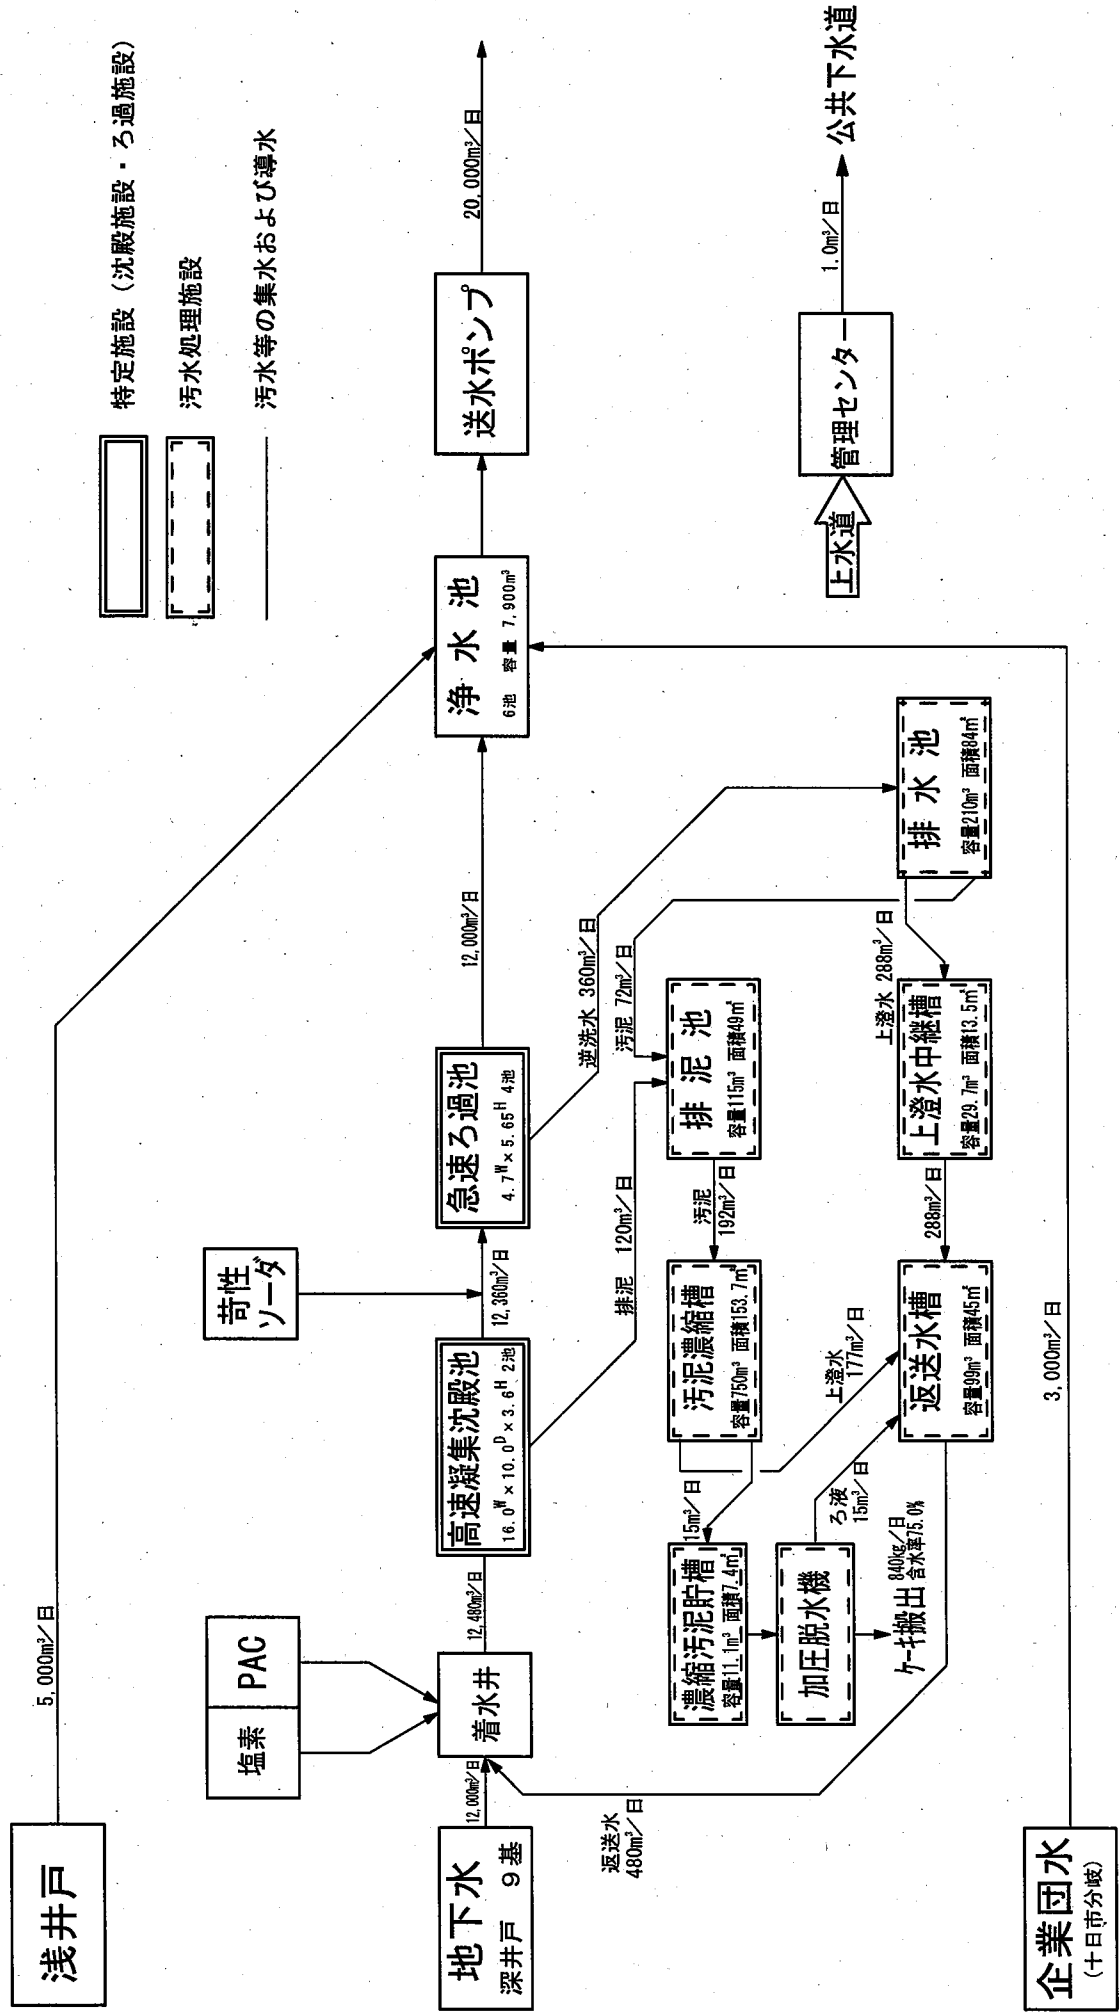 特定施設（沈殿施設・ろ過施設）
汚水処理施設
汚水等の集水および導水
浅井戸
5,000m³／日
塩素
PAC
苛性
ソーダ
地下水
深井戸 9基
12,000m³／日
着水井
12,480m³／日
高速凝集沈殿池
16.0ᵂ×10.0ᴰ×3.6ᴴ 2池
12,360m³／日
急速ろ過池
4.7ᵂ×5.65ᴴ 4池
12,000m³／日
浄水池
6池 容量 7,900m³
送水ポンプ
20,000m³／日
返送水
480m³／日
排泥 120m³／日
逆洗水 360m³／日
汚泥 72m³／日
濃縮汚泥貯槽
容量11.1m³ 面積7.4㎡
15m³／日
汚泥濃縮槽
容量750m³ 面積153.7㎡
汚泥
192m³／日
排泥池
容量115m³ 面積49㎡
加圧脱水機
ろ液
15m³／日
上澄水
177m³／日
ケーキ搬出
840kg／日
含水率75.0%
返送水槽
容量99m³ 面積45㎡
288m³／日
上澄水中継槽
容量29.7m³ 面積13.5㎡
上澄水 288m³／日
排水池
容量210m³ 面積84㎡
上水道
管理センター
1.0m³／日
公共下水道
企業団水
(十日市分岐)
3,000m³／日